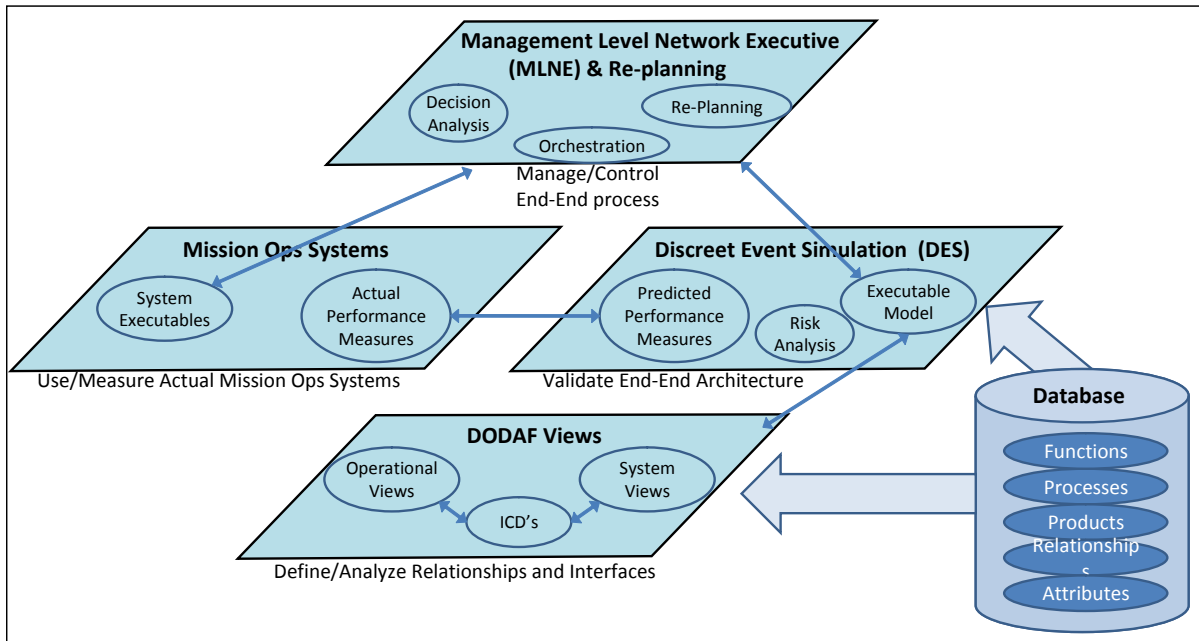 Management Level Network Executive
(MLNE) & Re-planning
Decision
Analysis
Re-Planning
Orchestration
Manage/Control
End-End process
Mission Ops Systems
System
Executables
Actual
Performance
Measures
Use/Measure Actual Mission Ops Systems
Discreet Event Simulation (DES)
Predicted
Performance
Measures
Risk
Analysis
Executable
Model
Validate End-End Architecture
DODAF Views
Operational
Views
ICD's
System
Views
Define/Analyze Relationships and Interfaces
Database
Functions
Processes
Products
Relationship
s
Attributes